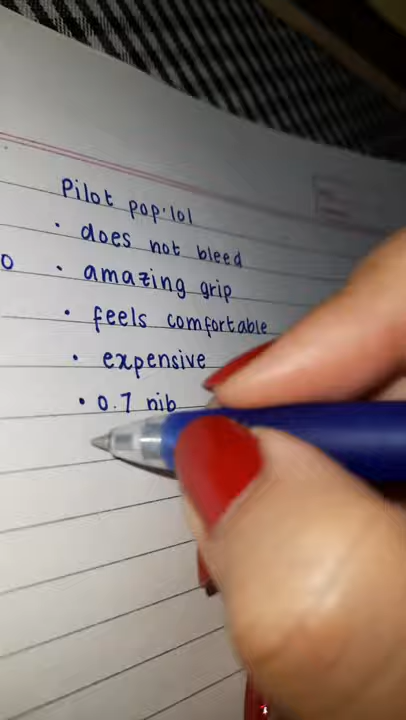 Pilot pop'lol
• does not bleed
o
• amazing grip
• feels comfortable
• expensive
• 0.7 nib